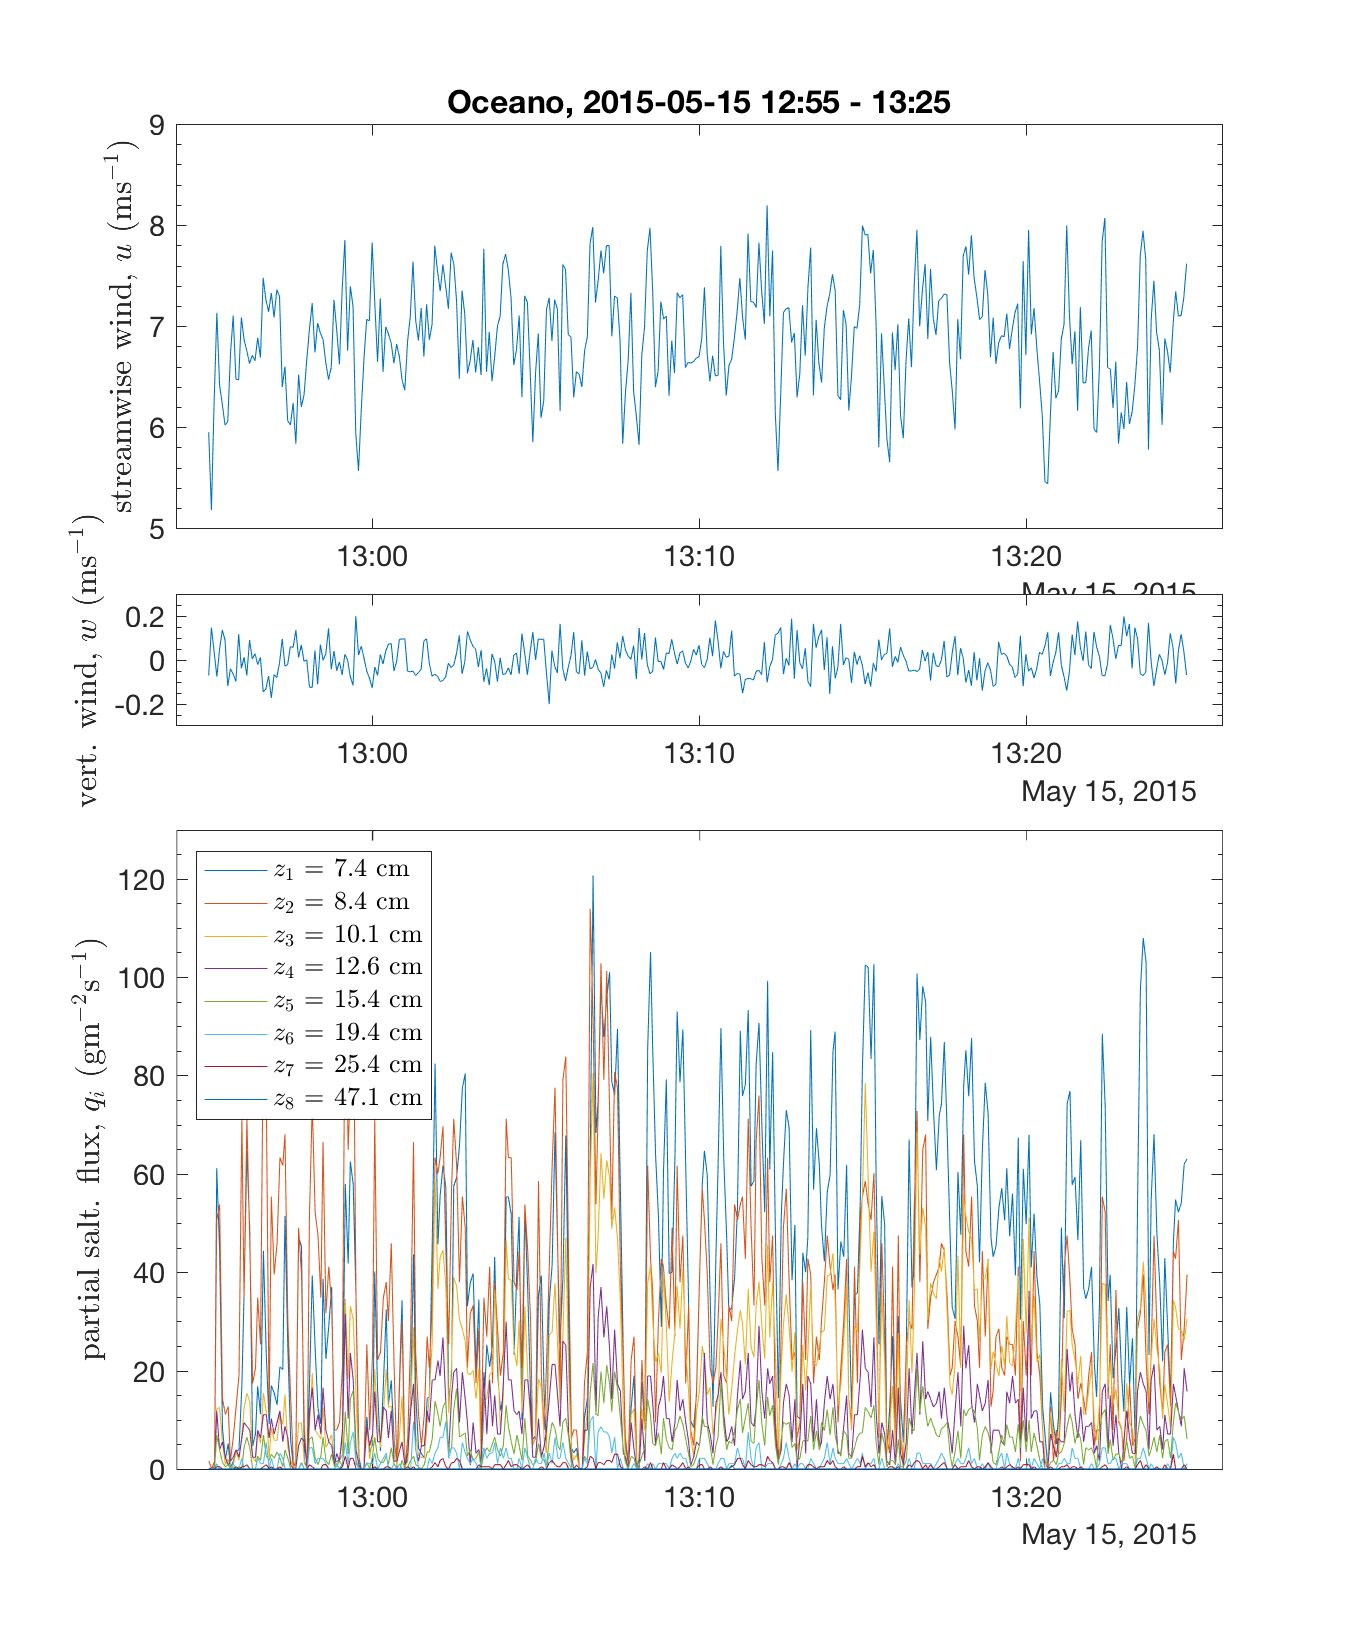 Oceano, 2015-05-15 12:55 - 13:25
streamwise wind, u (ms⁻¹)
9
8
7
6
5
13:00 13:10 13:20
May 15, 2015
vert. wind, w (ms⁻¹)
0.2
0
-0.2
13:00 13:10 13:20
May 15, 2015
partial salt. flux, qᵢ (gm⁻²s⁻¹)
120
100
80
60
40
20
0
z₁ = 7.4 cm
z₂ = 8.4 cm
z₃ = 10.1 cm
z₄ = 12.6 cm
z₅ = 15.4 cm
z₆ = 19.4 cm
z₇ = 25.4 cm
z₈ = 47.1 cm
13:00 13:10 13:20
May 15, 2015